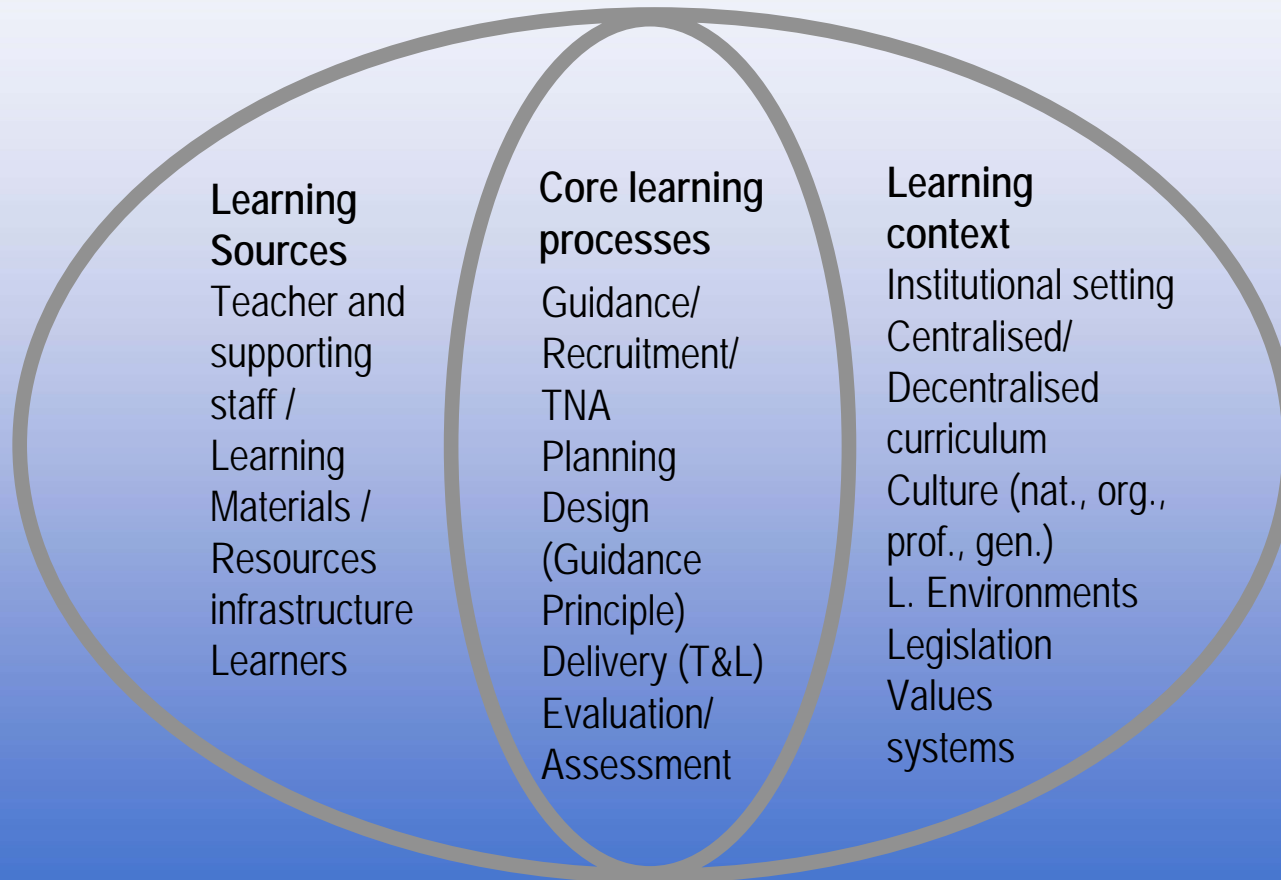 Learning
Sources
Teacher and
supporting
staff /
Learning
Materials /
Resources
infrastructure
Learners
Core learning
processes
Guidance/
Recruitment/
TNA
Planning
Design
(Guidance
Principle)
Delivery (T&L)
Evaluation/
Assessment
Learning
context
Institutional setting
Centralised/
Decentralised
curriculum
Culture (nat., org.,
prof., gen.)
L. Environments
Legislation
Values
systems